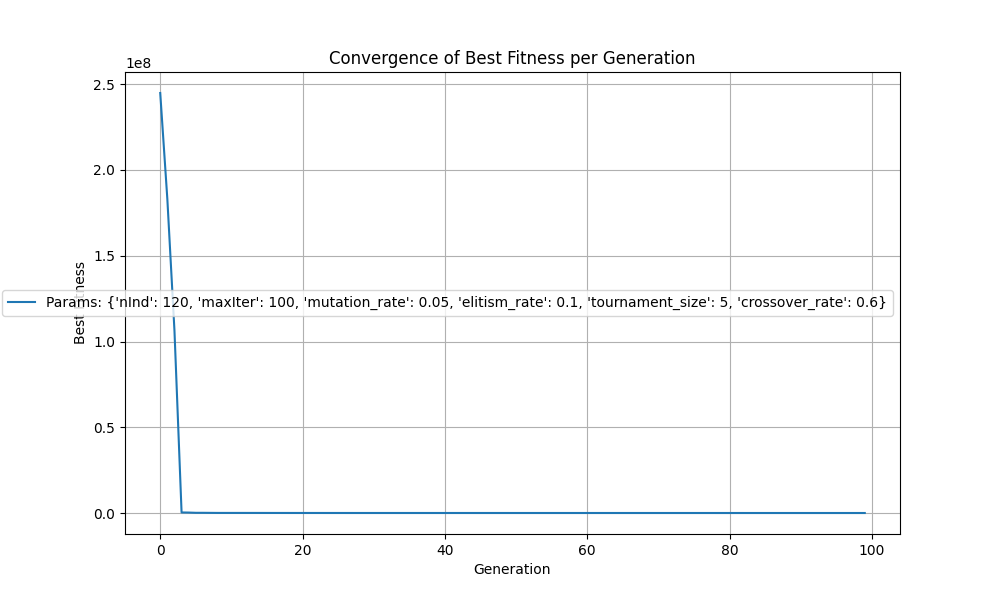 Convergence of Best Fitness per Generation
1e8
2.5
2.0
1.5
Params: {'nInd': 120, 'maxIter': 100, 'mutation_rate': 0.05, 'elitism_rate': 0.1, 'tournament_size': 5, 'crossover_rate': 0.6}
1.0
0.5
0.0
Best
0 20 40 60 80 100
Generation